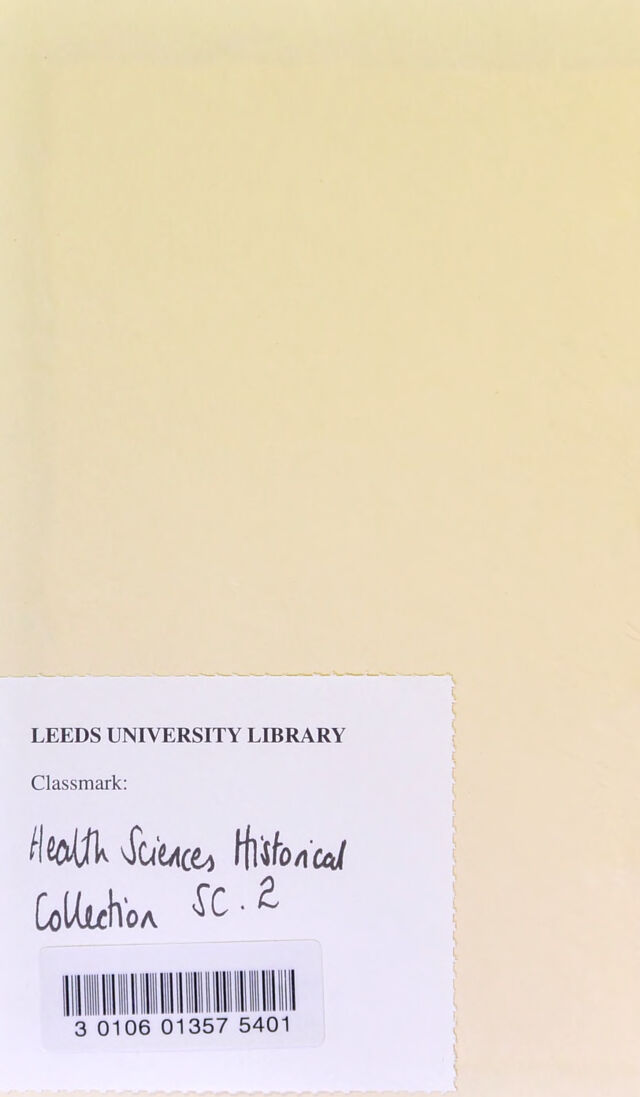 LEEDS UNIVERSITY LIBRARY
Classmark:
Health Sciences Historical
Collection SC.2
3 0106 01357 5401